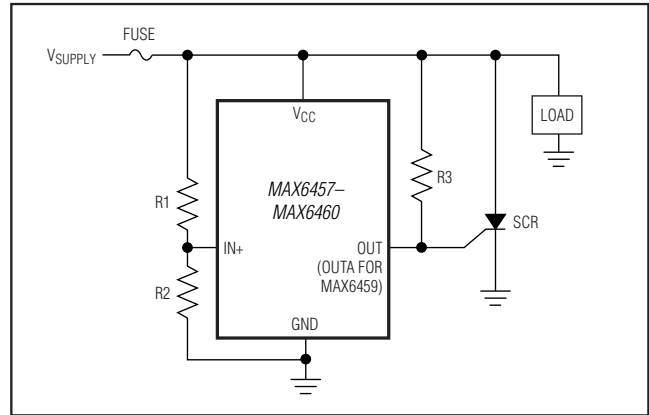 FUSE
VSUPPLY
VCC
LOAD
MAX6457–
MAX6460
R1
R3
SCR
IN+
OUT
(OUTA FOR
MAX6459)
R2
GND